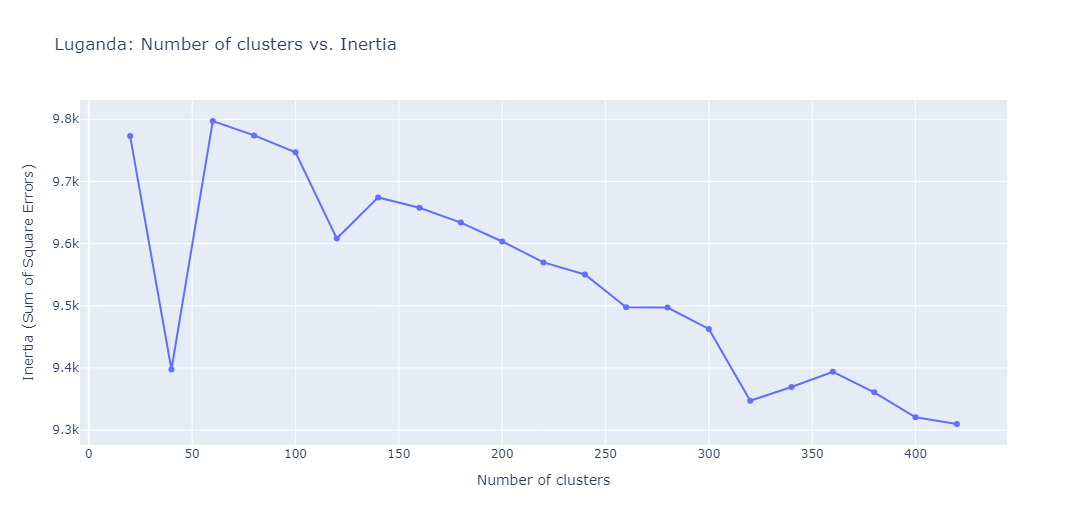 Luganda: Number of clusters vs. Inertia
Inertia (Sum of Square Errors)
9.8k
9.7k
9.6k
9.5k
9.4k
9.3k
0 50 100 150 200 250 300 350 400
Number of clusters